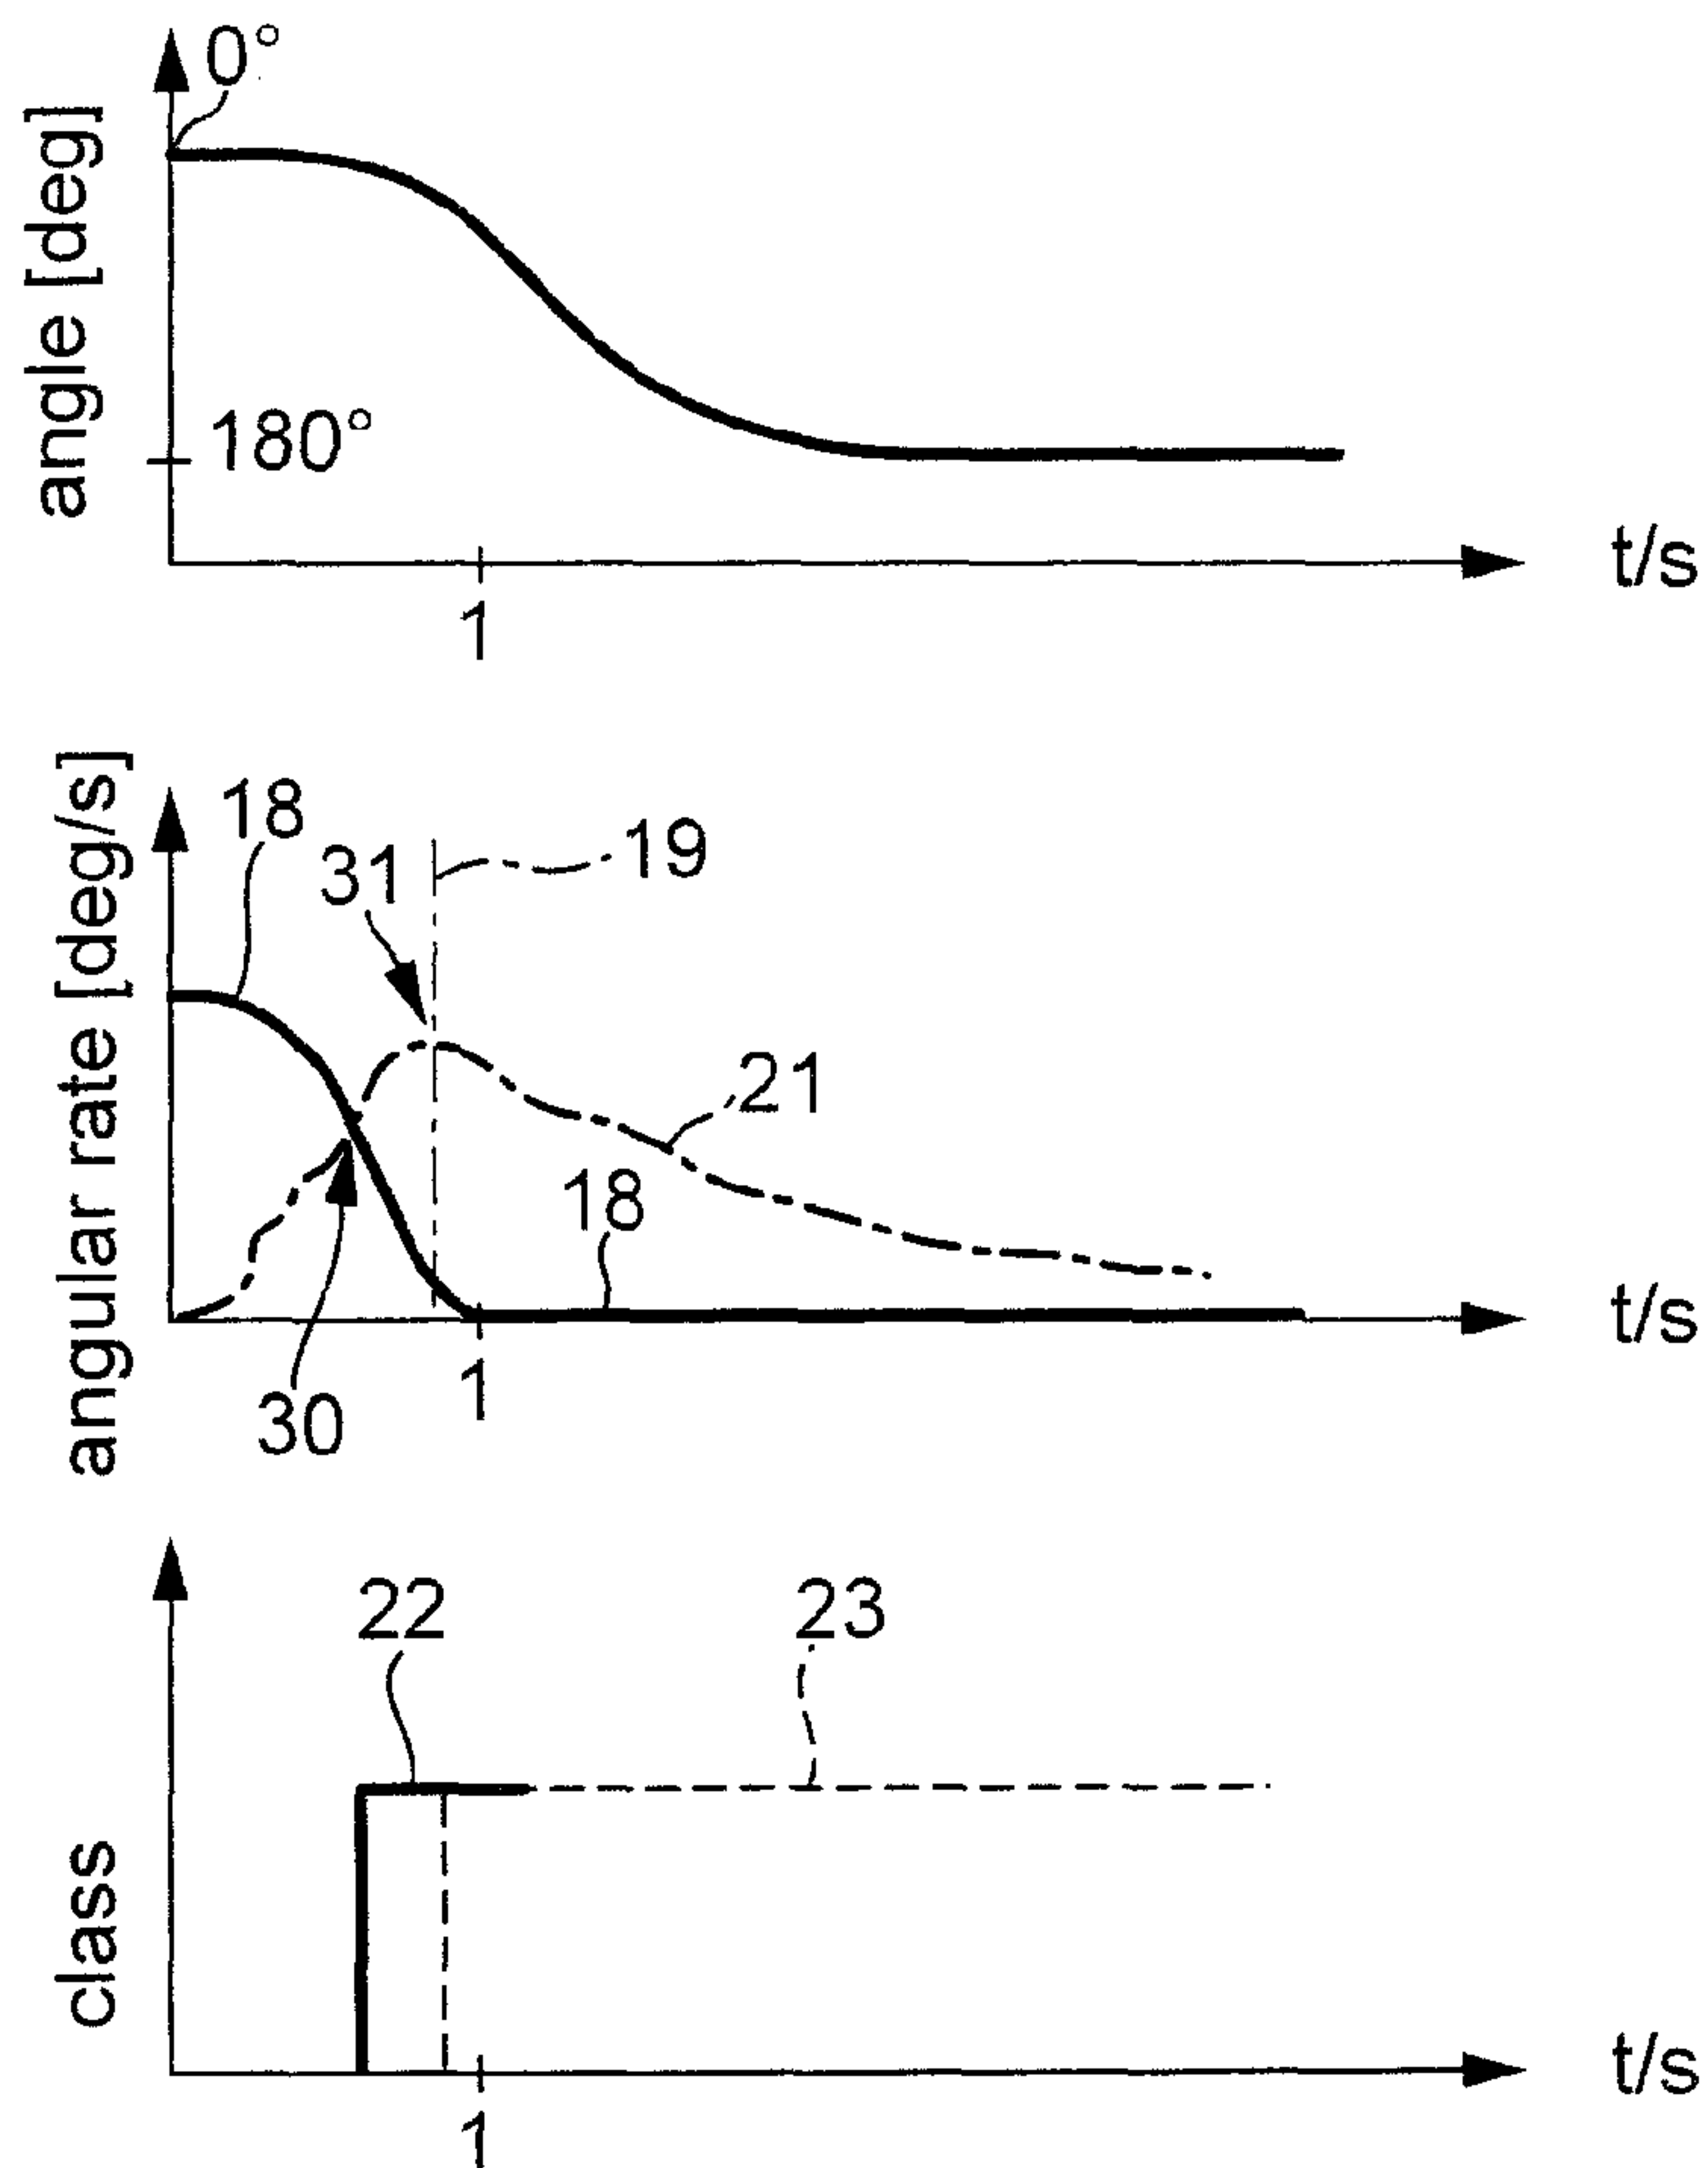 0°
angle [deg]
180°
t/s
1
angular rate [deg/s]
18
31
19
21
18
t/s
30
1
22
23
class
t/s
1